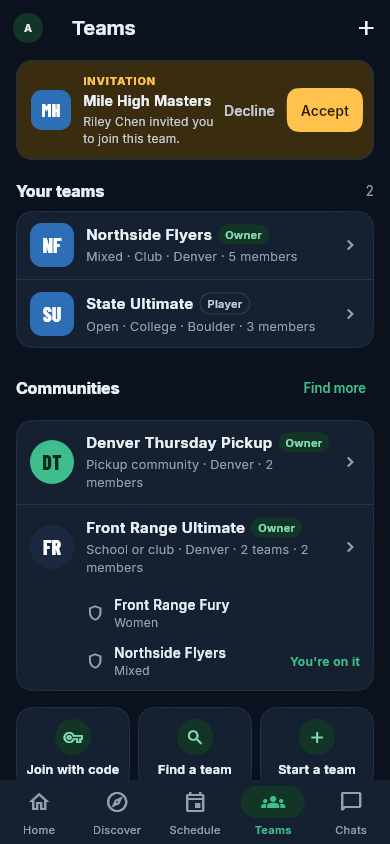 A
Teams
INVITATION
MH
Mile High Masters
Riley Chen invited you
to join this team.
Decline
Accept
Your teams
2
NF
Northside Flyers
Owner
Mixed · Club · Denver · 5 members
SU
State Ultimate
Player
Open · College · Boulder · 3 members
Communities
Find more
DT
Denver Thursday Pickup
Owner
Pickup community · Denver · 2
members
FR
Front Range Ultimate
Owner
School or club · Denver · 2 teams · 2
members
Front Range Fury
Women
Northside Flyers
Mixed
You're on it
Join with code
Find a team
Start a team
Home
Discover
Schedule
Teams
Chats